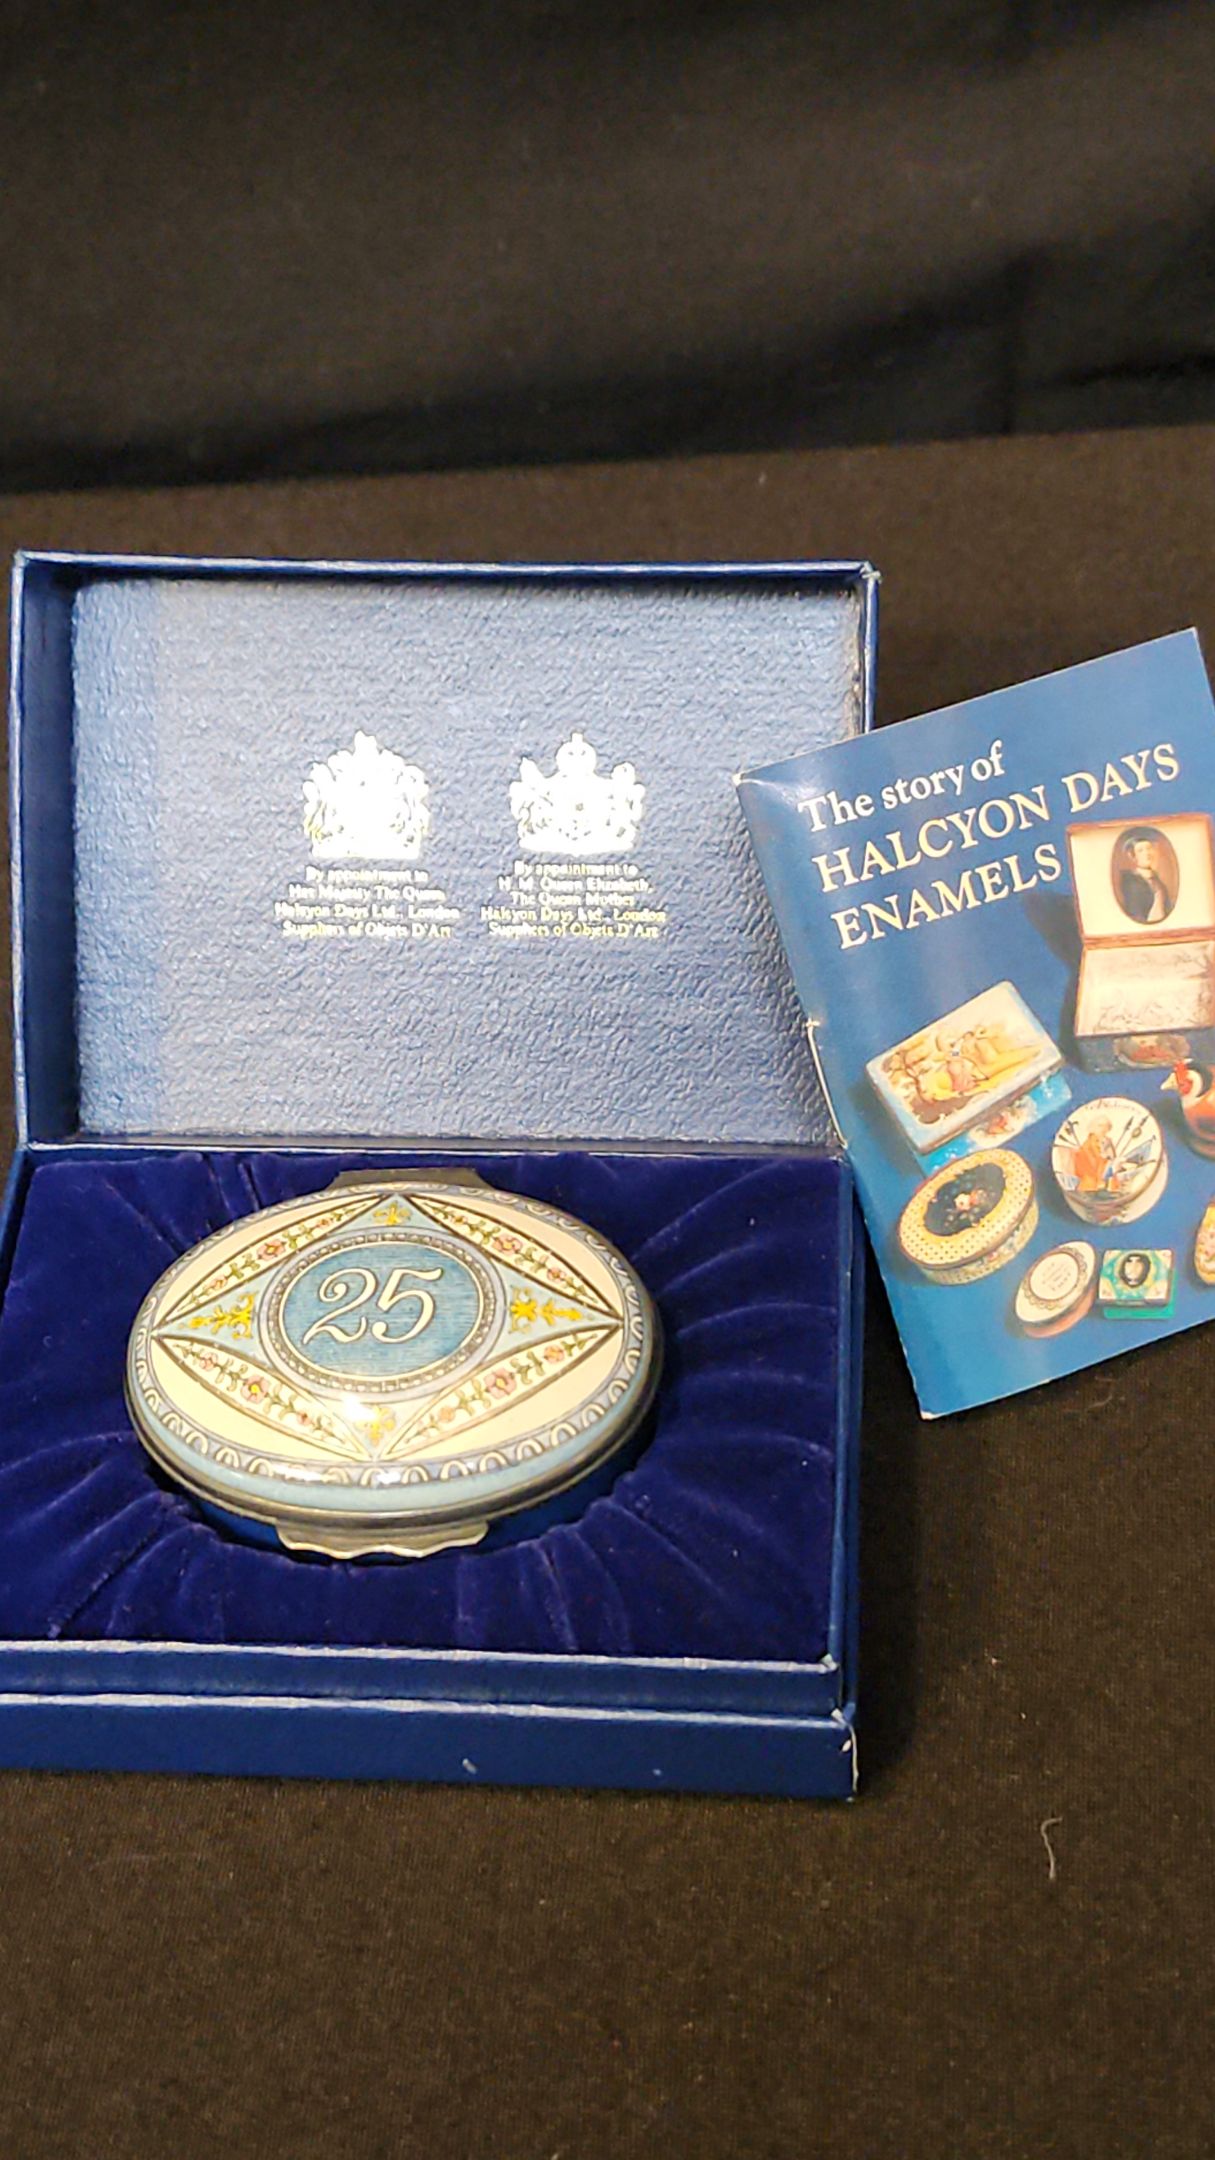 By appointment to
Her Majesty The Queen
Halcyon Days Ltd., London
Suppliers of Objets D'Art
By appointment to
H. M. Queen Elizabeth,
The Queen Mother
Halcyon Days Ltd., London
Suppliers of Objets D'Art
The story of
HALCYON DAYS
ENAMELS
25